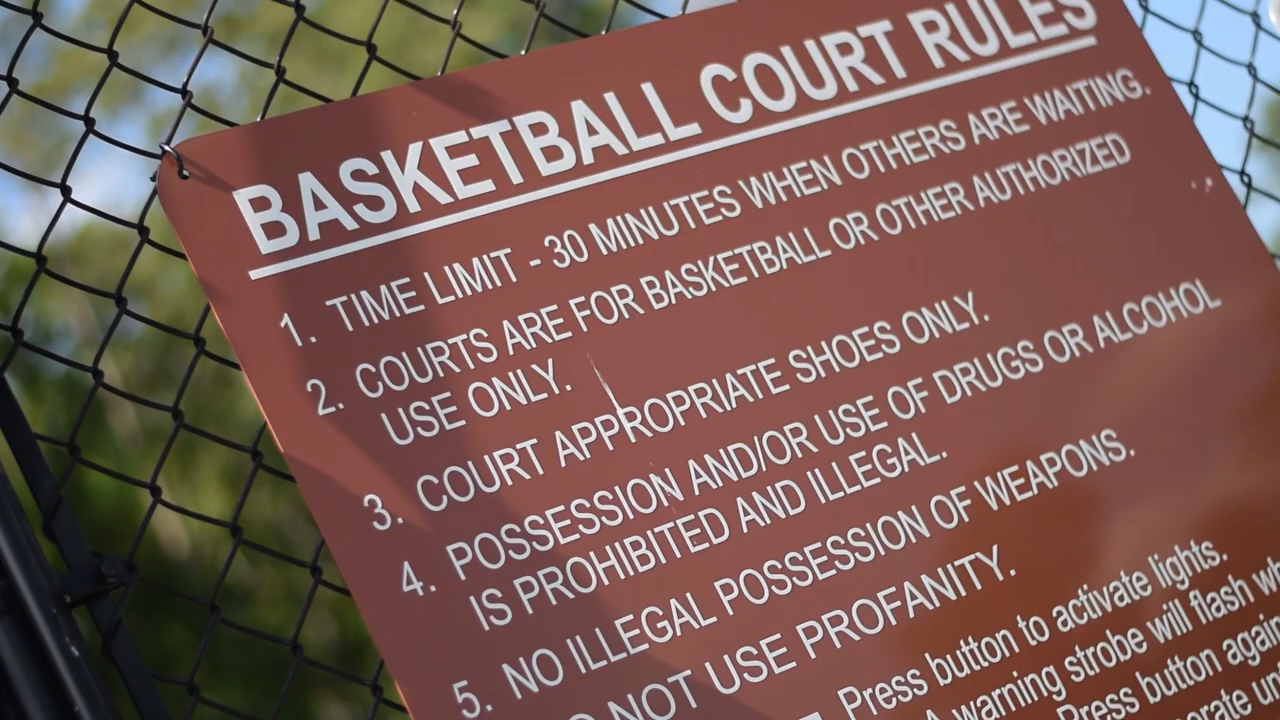 BASKETBALL COURT RULES
1. TIME LIMIT - 30 MINUTES WHEN OTHERS ARE WAITING.
2. COURTS ARE FOR BASKETBALL OR OTHER AUTHORIZED
USE ONLY.
3. COURT APPROPRIATE SHOES ONLY.
4. POSSESSION AND/OR USE OF DRUGS OR ALCOHOL
IS PROHIBITED AND ILLEGAL.
5. NO ILLEGAL POSSESSION OF WEAPONS.
NOT USE PROFANITY.
Press button to activate lights.
A warning strobe will flash
Press button again